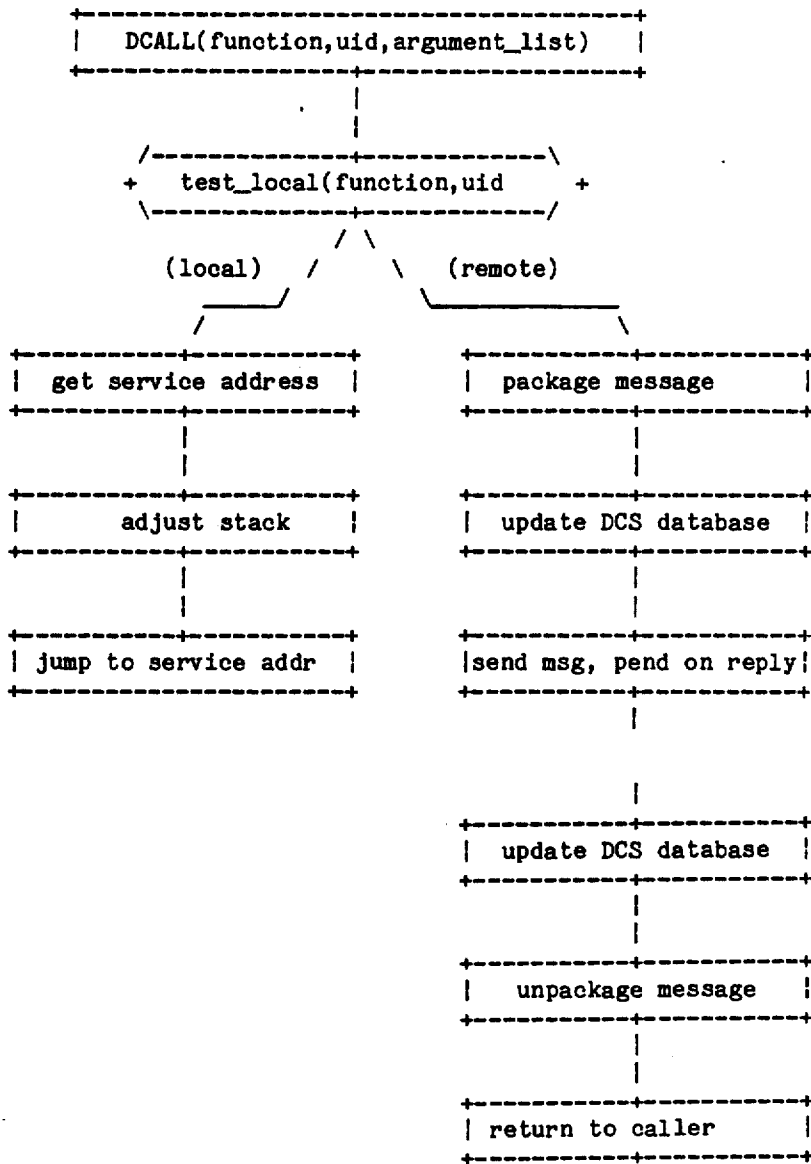 DCALL(function,uid,argument_list)
test_local(function,uid
(local)
(remote)
get service address
package message
adjust stack
update DCS database
jump to service addr
send msg, pend on reply
update DCS database
unpackage message
return to caller